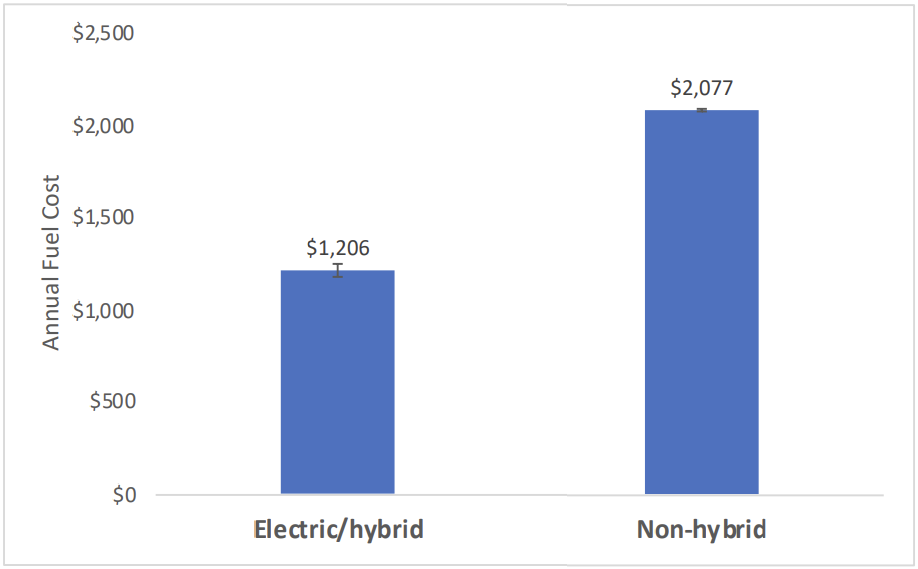 $2,500
$2,077
$2,000
$1,500
$1,206
$1,000
$500
$0
Annual Fuel Cost
Electric/hybrid
Non-hybrid